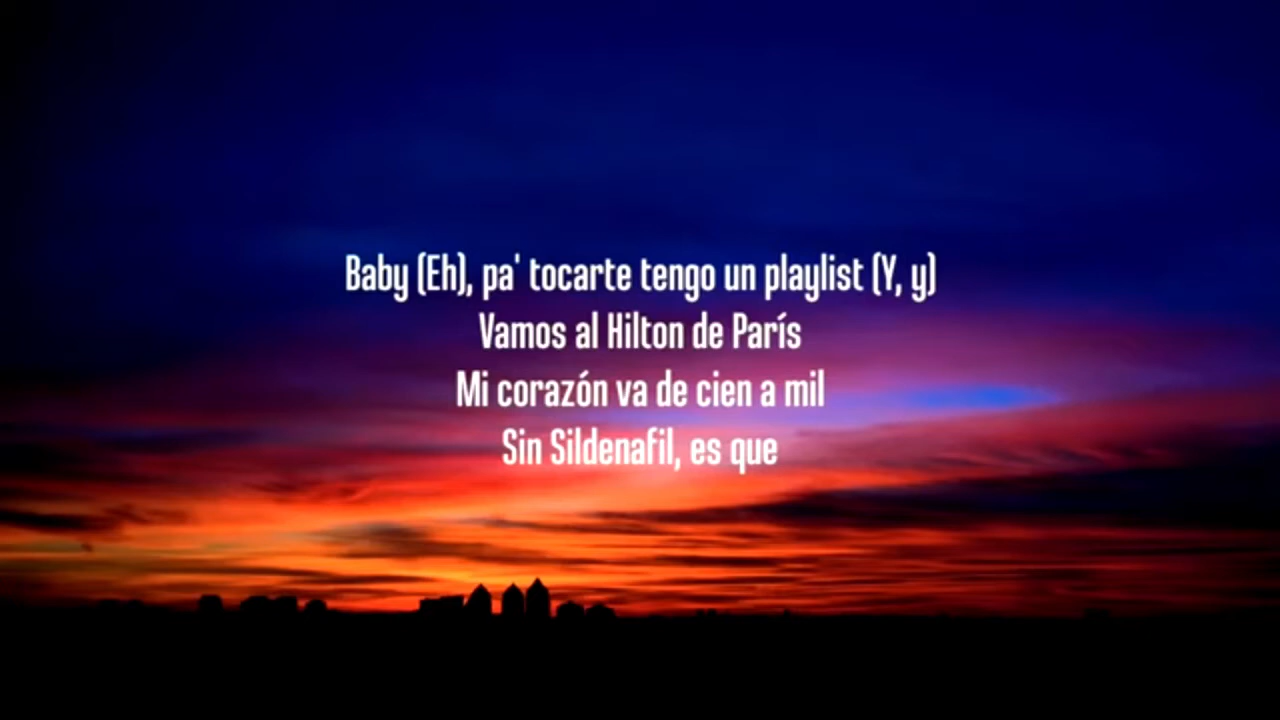 Baby (Eh), pa' tocarte tengo un playlist (Y, y)
Vamos al Hilton de París
Mi corazón va de cien a mil
Sin Sildenafil, es que